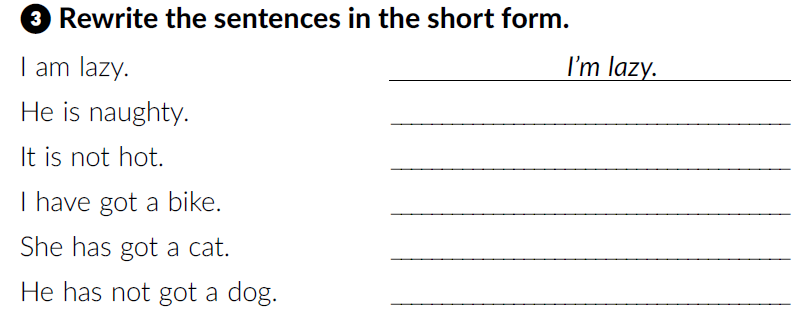 3 Rewrite the sentences in the short form.
I am lazy. I’m lazy.
He is naughty.
It is not hot.
I have got a bike.
She has got a cat.
He has not got a dog.